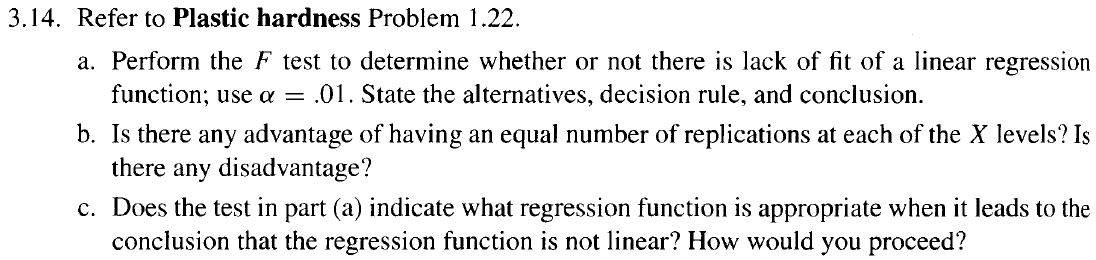 3.14. Refer to Plastic hardness Problem 1.22.
a. Perform the F test to determine whether or not there is lack of fit of a linear regression
function; use α = .01. State the alternatives, decision rule, and conclusion.
b. Is there any advantage of having an equal number of replications at each of the X levels? Is
there any disadvantage?
c. Does the test in part (a) indicate what regression function is appropriate when it leads to the
conclusion that the regression function is not linear? How would you proceed?